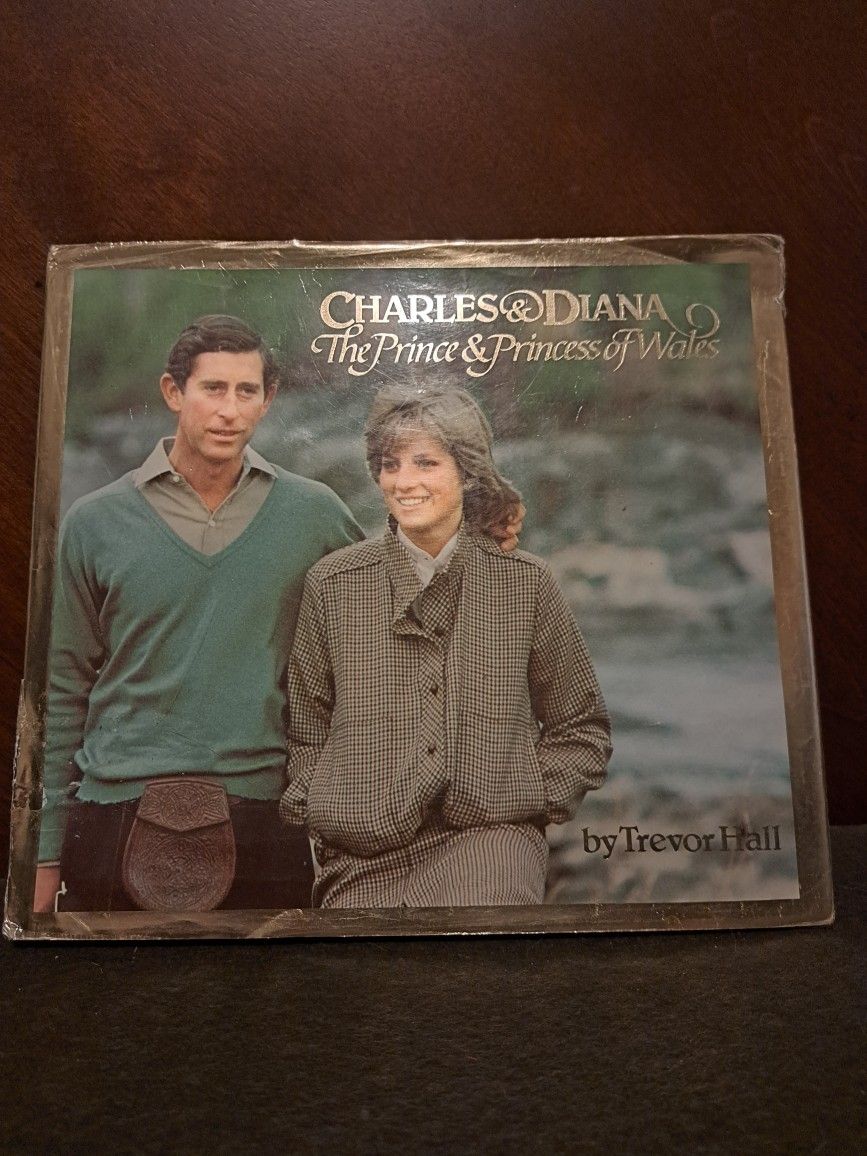 CHARLES & DIANA
The Prince & Princess of Wales
by Trevor Hall